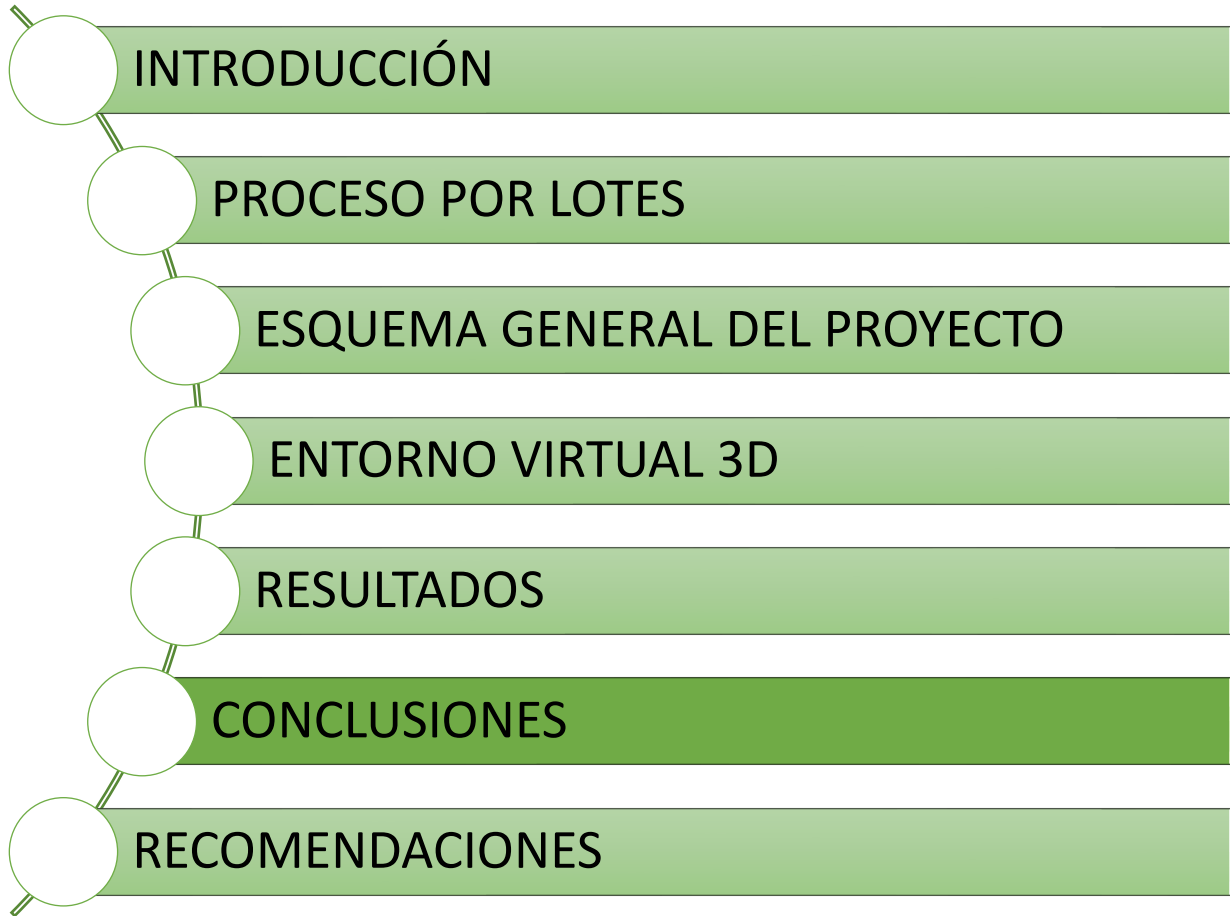 INTRODUCCIÓN
PROCESO POR LOTES
ESQUEMA GENERAL DEL PROYECTO
ENTORNO VIRTUAL 3D
RESULTADOS
CONCLUSIONES
RECOMENDACIONES